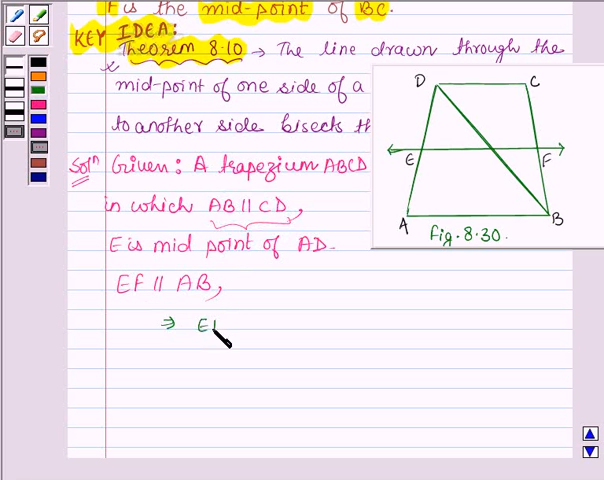 F is the mid-point of BC.
KEY IDEA:
Theorem 8.10 → The line drawn through the
mid-point of one side of a
to another side bisects th
Solⁿ Given: A trapezium ABCD
in which AB || CD,
E is mid point of AD.
EF || AB,
⇒ E
D C
E F
A B
Fig. 8.30.